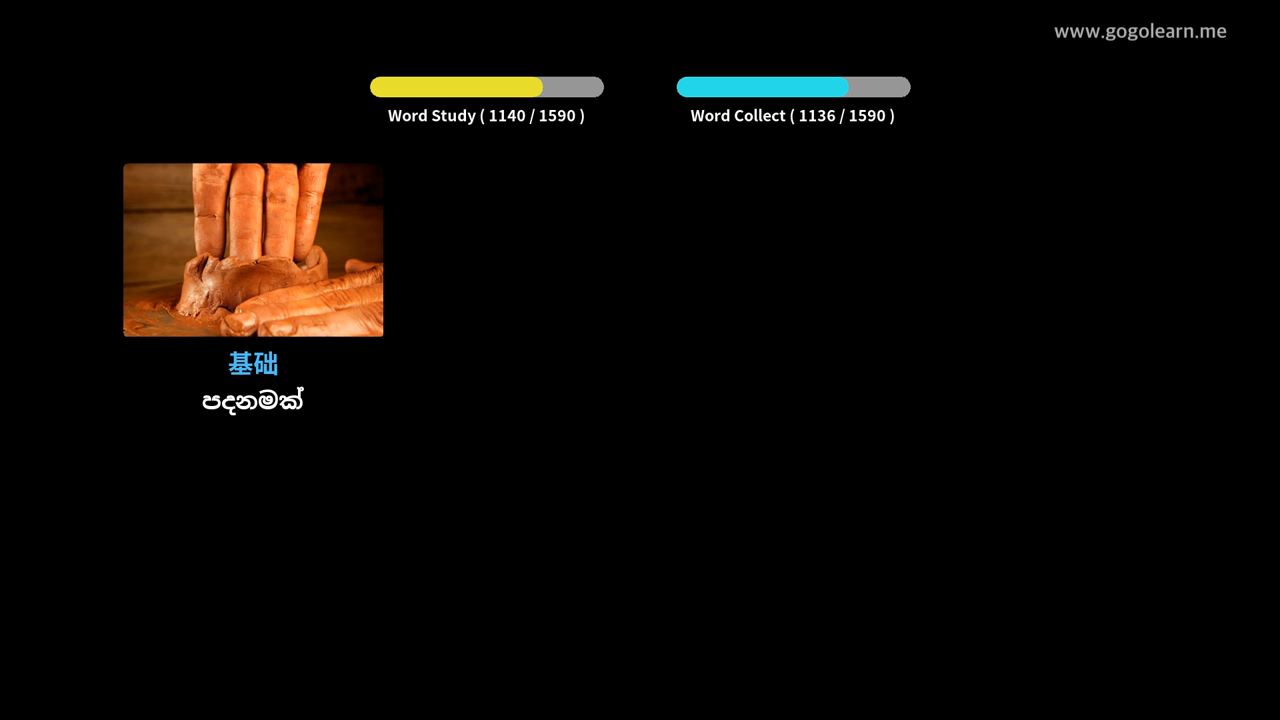 www.gogolearn.me
Word Study ( 1140 / 1590 )
Word Collect ( 1136 / 1590 )
基础
පදනමක්